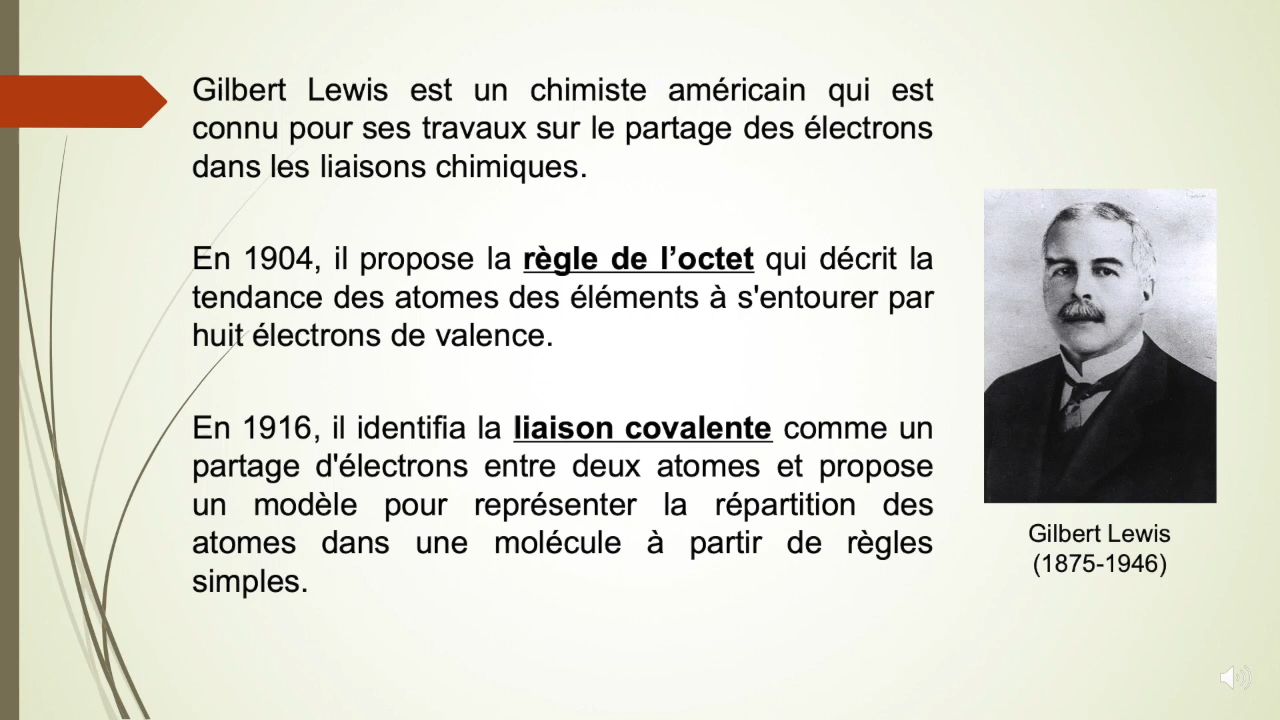 Gilbert Lewis est un chimiste américain qui est
connu pour ses travaux sur le partage des électrons
dans les liaisons chimiques.
En 1904, il propose la règle de l’octet qui décrit la
tendance des atomes des éléments à s'entourer par
huit électrons de valence.
En 1916, il identifia la liaison covalente comme un
partage d'électrons entre deux atomes et propose
un modèle pour représenter la répartition des
atomes dans une molécule à partir de règles
simples.
Gilbert Lewis
(1875-1946)